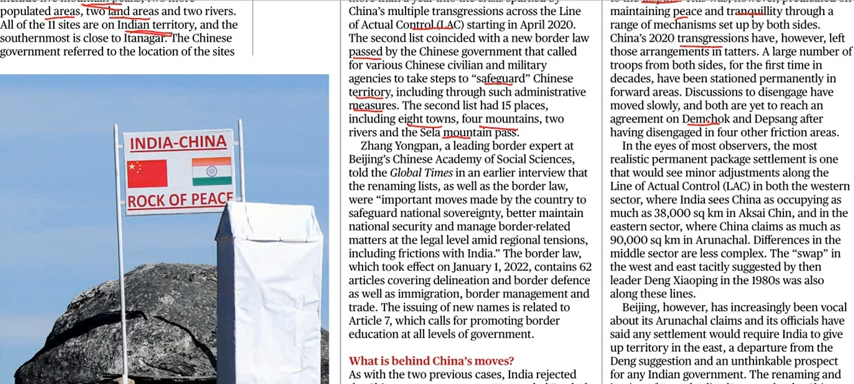 populated areas, two land areas and two rivers.
All of the II sites are on Indian territory, and the
southernmost is close to Itanagar. The Chinese
government referred to the location of the sites
INDIA-CHINA
ROCK OF PEACE
China's multiple transgressions across the Line
of Actual Control (LAC) starting in April 2020.
The second list coincided with a new border law
passed by the Chinese government that called
for various Chinese civilian and military
agencies to take steps to "safeguard" Chinese
territory, including through such administrative
measures. The second list had 15 places,
including eight towns, four mountains, two
rivers and the Sela mountain pass.
Zhang Yongpan, a leading border expert at
Beijing's Chinese Academy of Social Sciences,
told the Global Times in an earlier interview that
the renaming lists, as well as the border law,
were "important moves made by the country to
safeguard national sovereignty, better maintain
national security and manage border-related
matters at the legal level amid regional tensions,
including frictions with India." The border law,
which took effect on January 1, 2022, contains 62
articles covering delineation and border defence
as well as immigration, border management and
trade. The issuing of new names is related to
Article 7, which calls for promoting border
education at all levels of government.
What is behind China's moves?
As with the two previous cases, India rejected
maintaining peace and tranquility through a
range of mechanisms set up by both sides.
China's 2020 transgressions have, however, left
those arrangements in tatters. A large number of
troops from both sides, for the first time in
decades, have been stationed permanently in
forward areas. Discussions to disengage have
moved slowly, and both are yet to reach an
agreement on Demchok and Depsang after
having disengaged in four other friction areas.
In the eyes of most observers, the most
realistic permanent package settlement is one
that would see minor adjustments along the
Line of Actual Control (LAC) in both the western
sector, where India sees China as occupying as
much as 38,000 sq km in Aksai Chin, and in the
eastern sector, where China claims as much as
90,000 sq km in Arunachal. Differences in the
middle sector are less complex. The "swap" in
the west and east tacitly suggested by then
leader Deng Xiaoping in the 1980s was also
along these lines.
Beijing, however, has increasingly been vocal
about its Arunachal claims and its officials have
said any settlement would require India to give
up territory in the east, a departure from the
Deng suggestion and an unthinkable prospect
for any Indian government. The renaming and